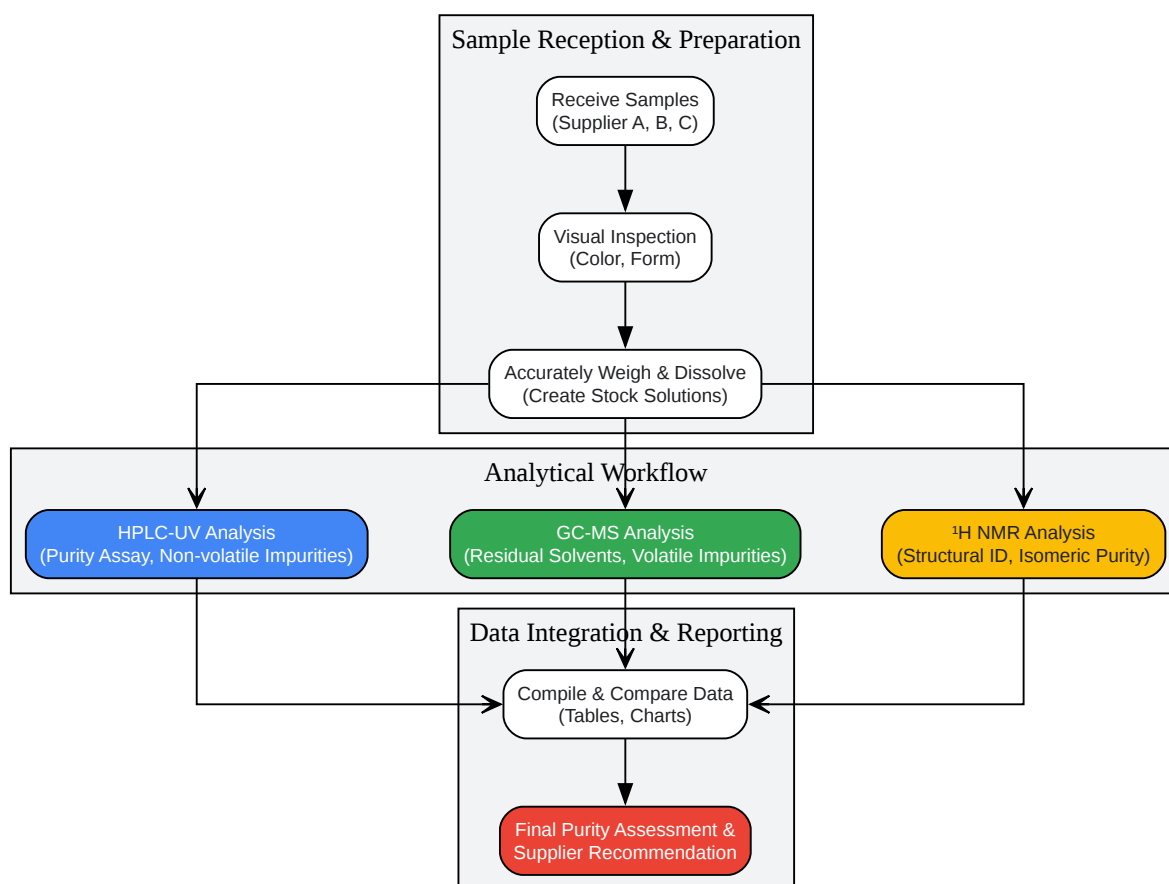 Sample Reception & Preparation
Receive Samples
(Supplier A, B, C)
Visual Inspection
(Color, Form)
Accurately Weigh & Dissolve
(Create Stock Solutions)
Analytical Workflow
HPLC-UV Analysis
(Purity Assay, Non-volatile Impurities)
GC-MS Analysis
(Residual Solvents, Volatile Impurities)
¹H NMR Analysis
(Structural ID, Isomeric Purity)
Data Integration & Reporting
Compile & Compare Data
(Tables, Charts)
Final Purity Assessment &
Supplier Recommendation